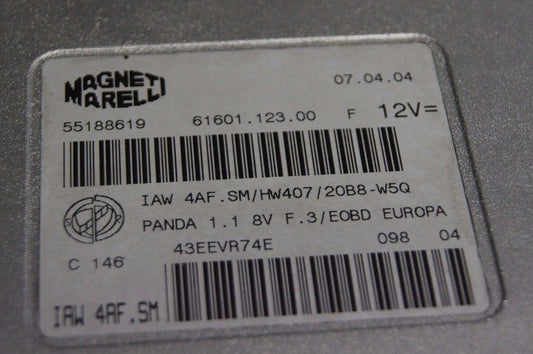 MAGNETI MARELLI
07.04.04
55188619 61601.123.00 F 12V=
IAW 4AF.SM/HW407/20B8-W5Q
PANDA 1.1 8V F.3/EOBD EUROPA
43EEVR74E 098 04
C 146
IAW 4AF.SM